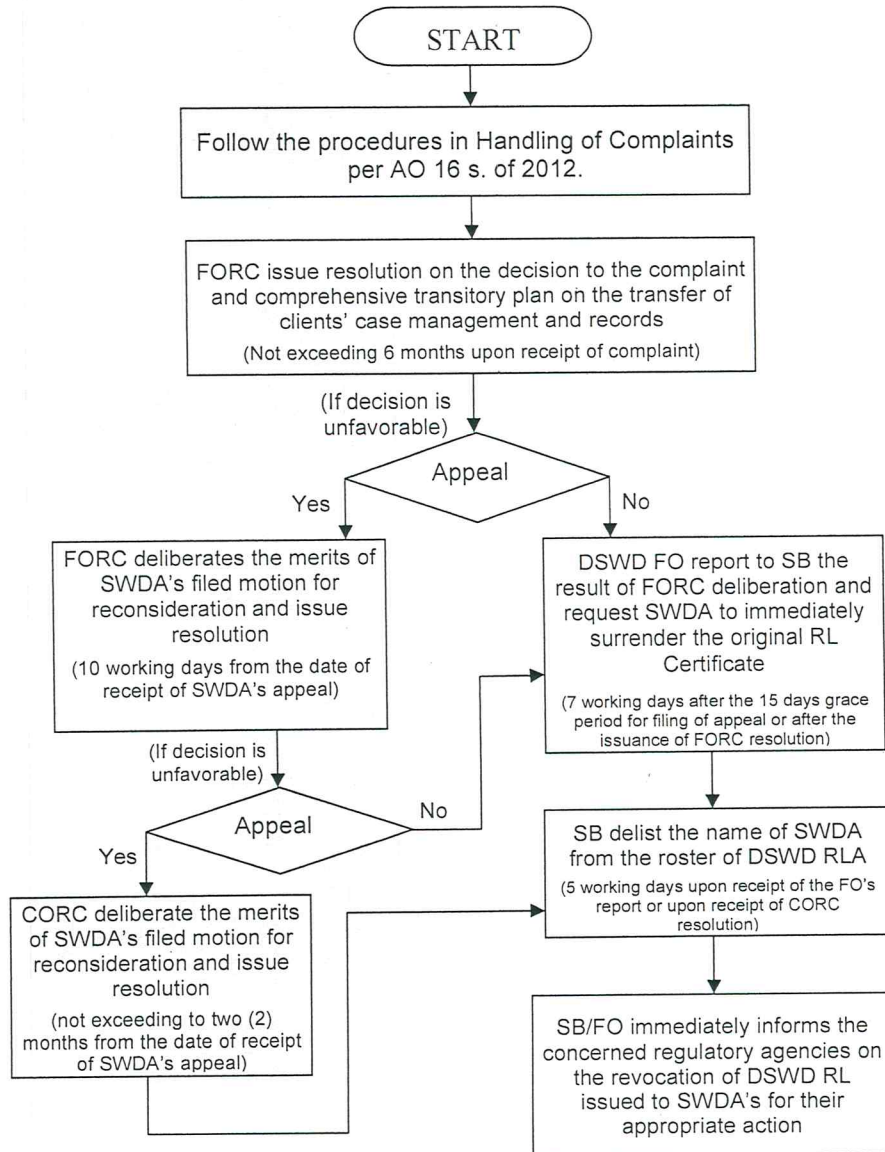 START
Follow the procedures in Handling of Complaints
per AO 16 s. of 2012.
FORC issue resolution on the decision to the complaint
and comprehensive transitory plan on the transfer of
clients' case management and records
(Not exceeding 6 months upon receipt of complaint)
(If decision is
unfavorable)
Appeal
Yes
No
FORC deliberates the merits of
SWDA's filed motion for
reconsideration and issue
resolution
(10 working days from the date of
receipt of SWDA's appeal)
DSWD FO report to SB the
result of FORC deliberation and
request SWDA to immediately
surrender the original RL
Certificate
(7 working days after the 15 days grace
period for filing of appeal or after the
issuance of FORC resolution)
(If decision is
unfavorable)
Appeal
No
Yes
SB delist the name of SWDA
from the roster of DSWD RLA
(5 working days upon receipt of the FO's
report or upon receipt of CORC
resolution)
CORC deliberate the merits
of SWDA's filed motion for
reconsideration and issue
resolution
(not exceeding to two (2)
months from the date of receipt
of SWDA's appeal)
SB/FO immediately informs the
concerned regulatory agencies on
the revocation of DSWD RL
issued to SWDA's for their
appropriate action